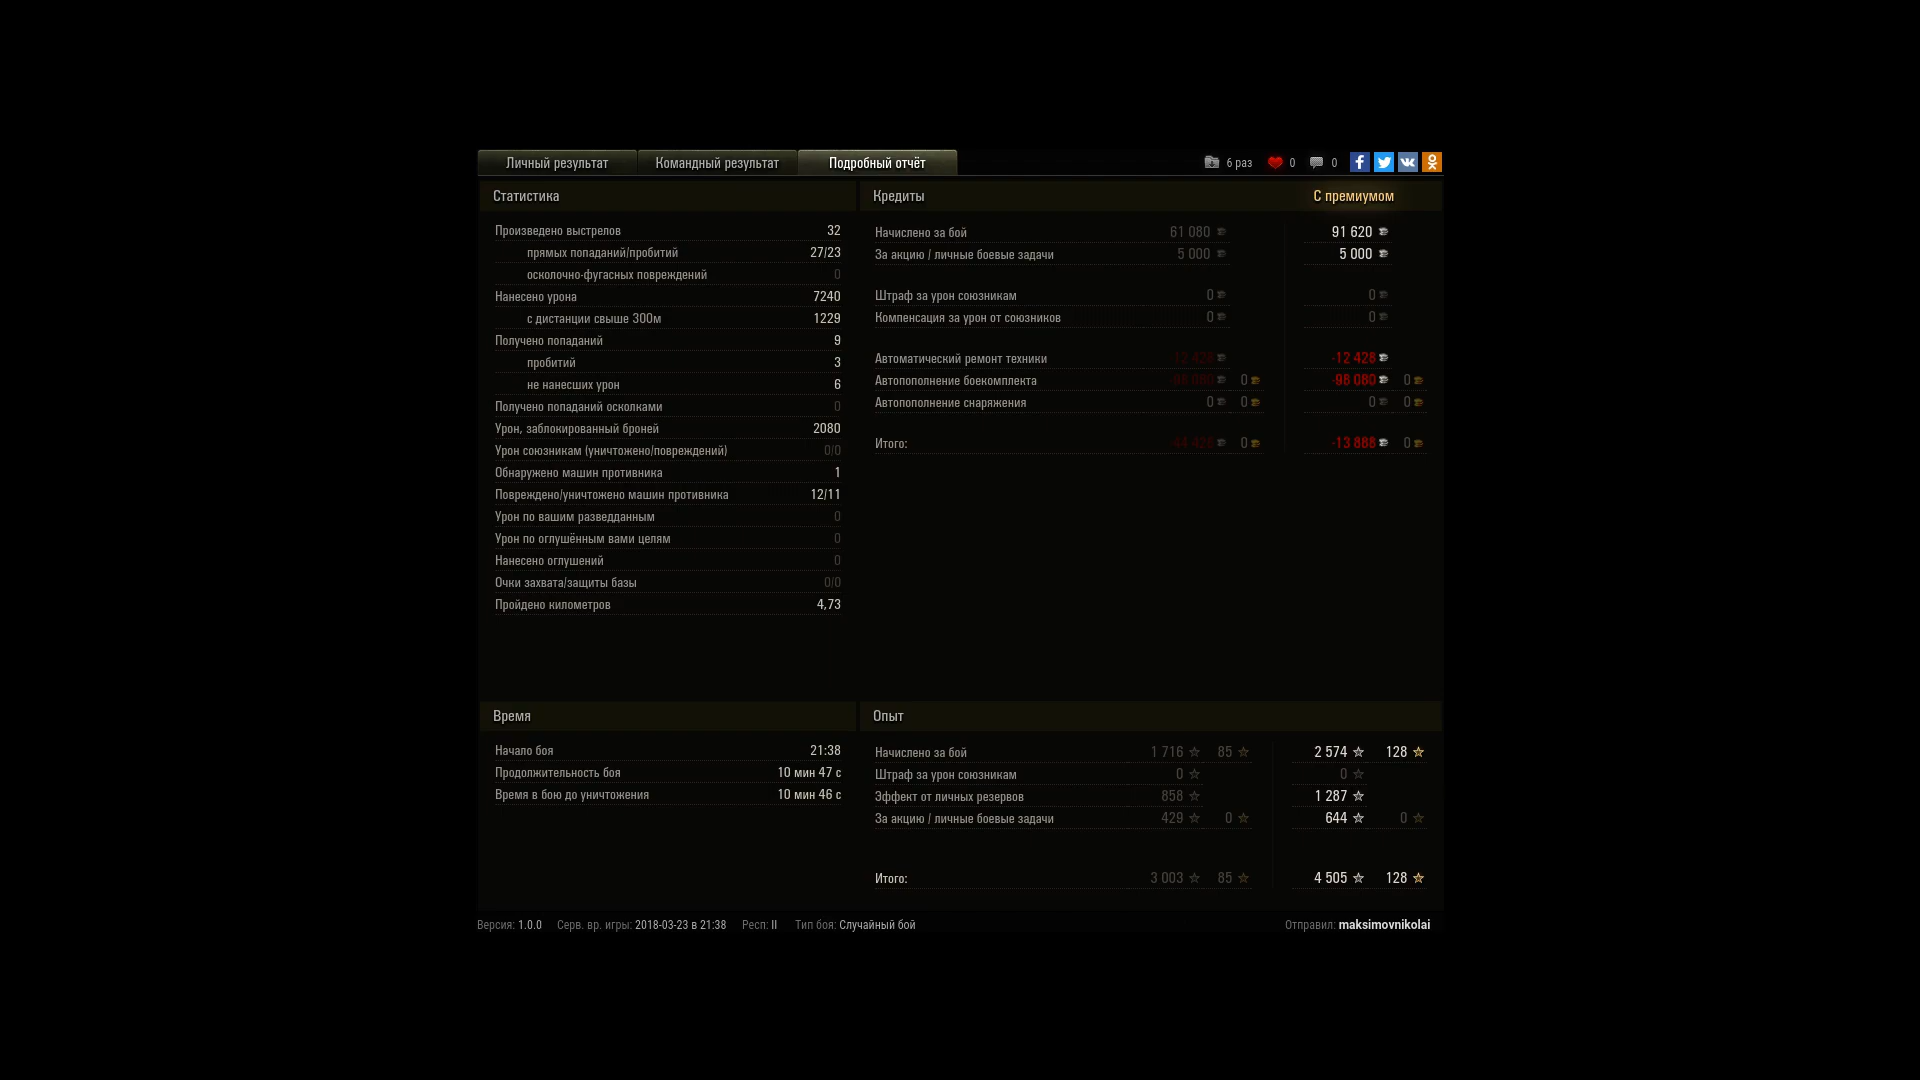 Личный результат Командный результат Подробный отчёт 6 раз 0 0
Статистика
Произведено выстрелов 32
прямых попаданий/пробитий 27/23
осколочно-фугасных повреждений 0
Нанесено урона 7240
с дистанции свыше 300м 1229
Получено попаданий 9
пробитий 3
не нанесших урон 6
Получено попаданий осколками 0
Урон, заблокированный броней 2080
Урон союзникам (уничтожено/повреждений) 0/0
Обнаружено машин противника 1
Повреждено/уничтожено машин противника 12/11
Урон по вашим разведданным 0
Урон по оглушённым вами целям 0
Нанесено оглушений 0
Очки захвата/защиты базы 0/0
Пройдено километров 4,73
Кредиты С премиумом
Начислено за бой 61 080 91 620
За акцию / личные боевые задачи 5 000 5 000
Штраф за урон союзникам 0 0
Компенсация за урон от союзников 0 0
Автоматический ремонт техники -12 428 -12 428
Автопополнение боекомплекта -98 080 0 -98 080 0
Автопополнение снаряжения 0 0 0 0
Итого: -44 428 0 -13 888 0
Время
Начало боя 21:38
Продолжительность боя 10 мин 47 с
Время в бою до уничтожения 10 мин 46 с
Опыт
Начислено за бой 1 716 85 2 574 128
Штраф за урон союзникам 0 0
Эффект от личных резервов 858 1 287
За акцию / личные боевые задачи 429 0 644 0
Итого: 3 003 85 4 505 128
Версия: 1.0.0 Серв. вр. игры: 2018-03-23 в 21:38 Респ: II Тип боя: Случайный бой Отправил: maksimovnikolai